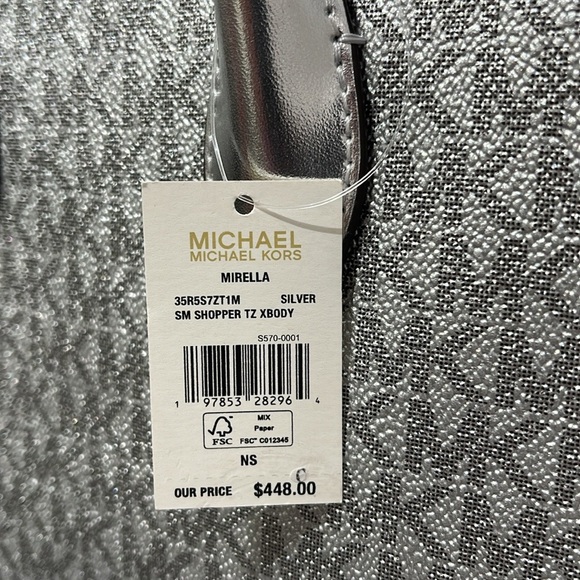 MICHAEL
MICHAEL KORS
MIRELLA
35R5S7ZT1M SILVER
SM SHOPPER TZ XBODY
S570-0001
1 97853 28296 4
FSC
MIX
Paper
FSC™ C012345
NS
C
OUR PRICE $448.00